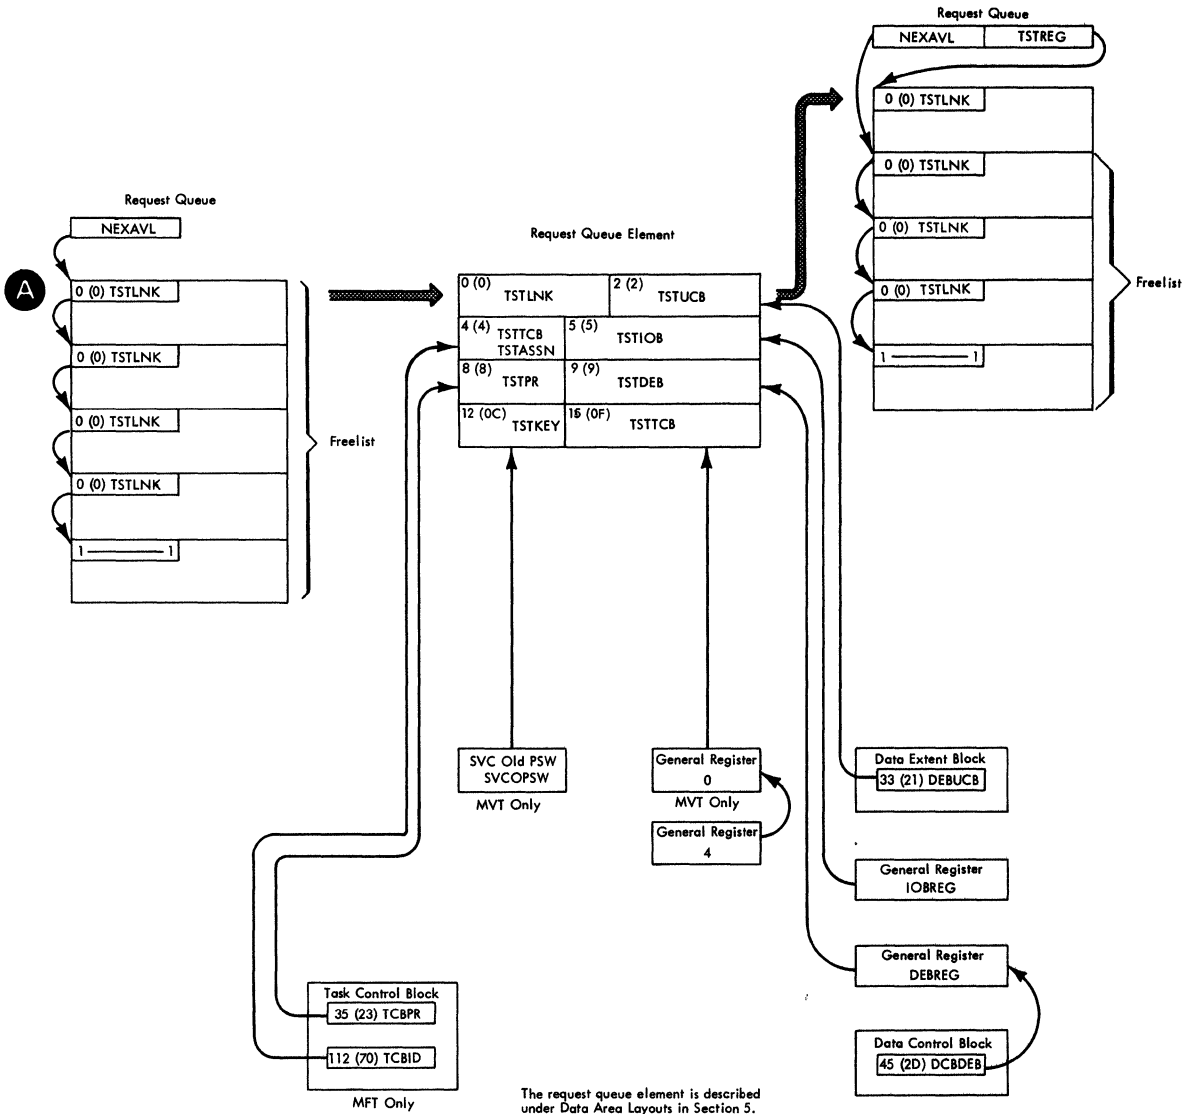 Request Queue
NEXAVL TSTREG
0 (0) TSTLNK
0 (0) TSTLNK
0 (0) TSTLNK
0 (0) TSTLNK
1 1
Freelist
Request Queue
NEXAVL
A
0 (0) TSTLNK
0 (0) TSTLNK
0 (0) TSTLNK
0 (0) TSTLNK
1 1
Freelist
Request Queue Element
0 (0) TSTLNK
2 (2) TSTUCB
4 (4) TSTTCB
TSTASSN
5 (5) TSTIOB
8 (8) TSTPR
9 (9) TSTDEB
12 (0C) TSTKEY
15 (0F) TSTTCB
SVC Old PSW
SVCOPSW
MVT Only
General Register
0
MVT Only
General Register
4
Data Extent Block
33 (21) DEBUCB
General Register
IOBREG
General Register
DEBREG
Data Control Block
45 (2D) DCBDEB
Task Control Block
35 (23) TCBPR
112 (70) TCBID
MFT Only
The request queue element is described
under Data Area Layouts in Section 5.